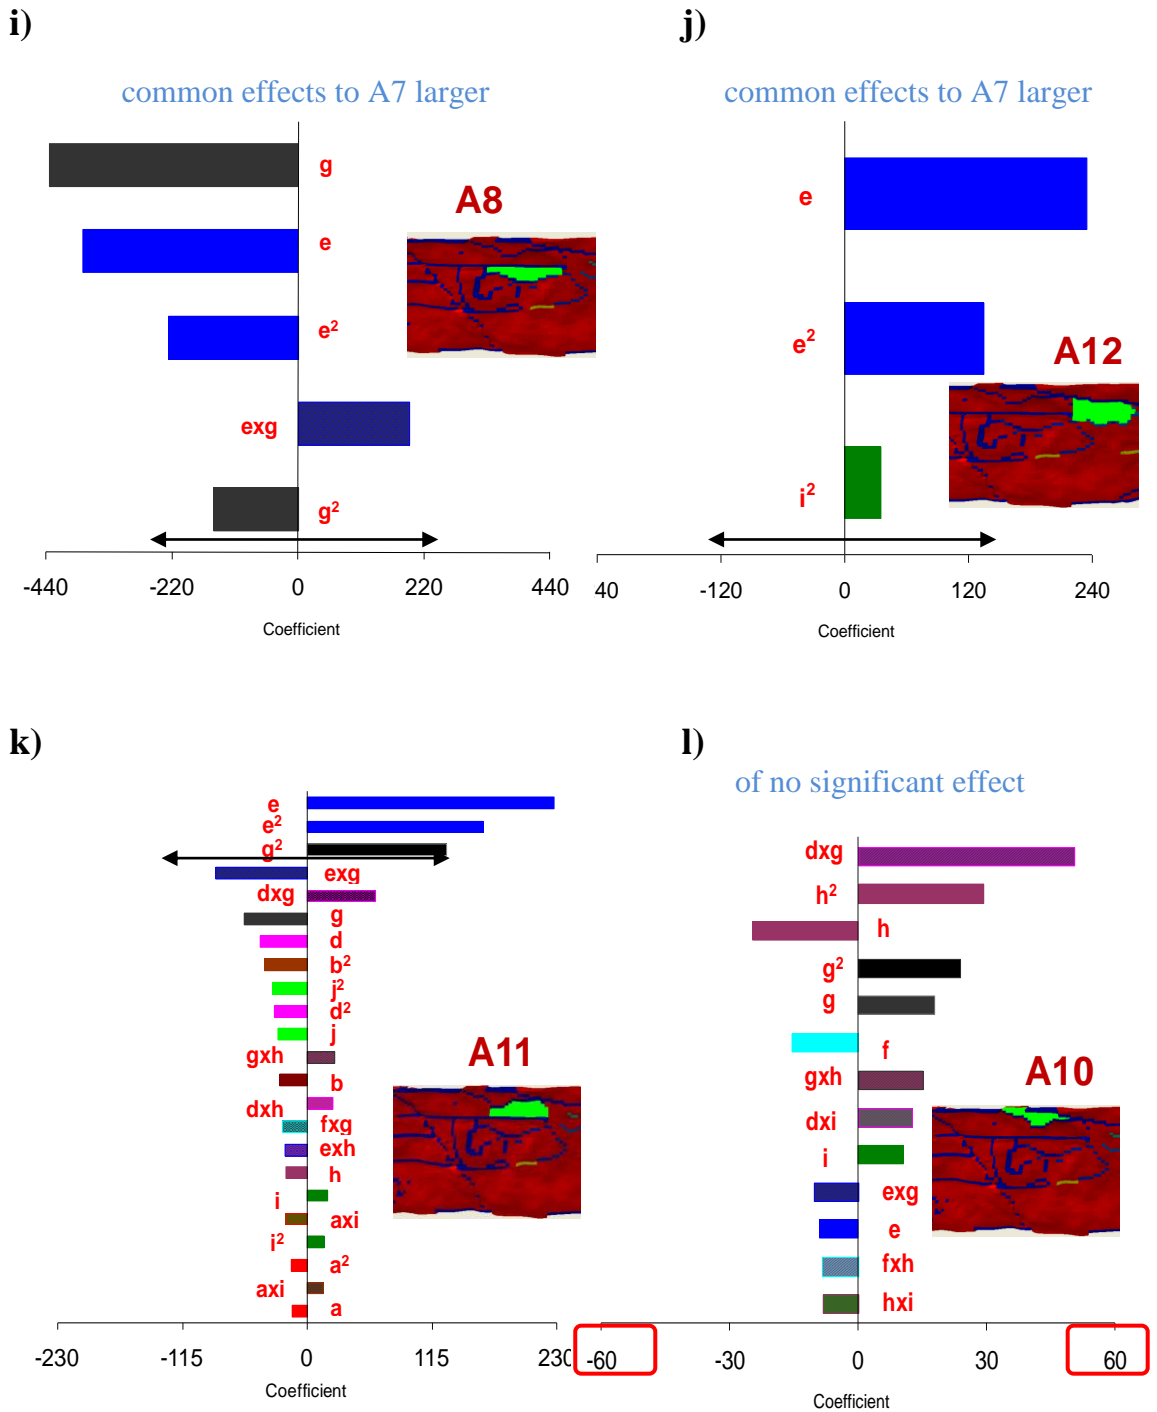 i)
common effects to A7 larger
g
A8
e
e²
exg
g²
-440 -220 0 220 440
Coefficient
j)
common effects to A7 larger
e
e²
A12
i²
40 -120 0 120 240
Coefficient
k)
e
e²
g²
exg
dxg
g
d
b²
j²
d²
j
gxh
A11
b
dxh
fxg
exh
h
i
axi
i²
a²
axi
a
-230 -115 0 115 230
Coefficient
l)
of no significant effect
dxg
h²
h
g²
g
f
gxh
A10
dxi
i
exg
e
fxh
hxi
-60 -30 0 30 60
Coefficient